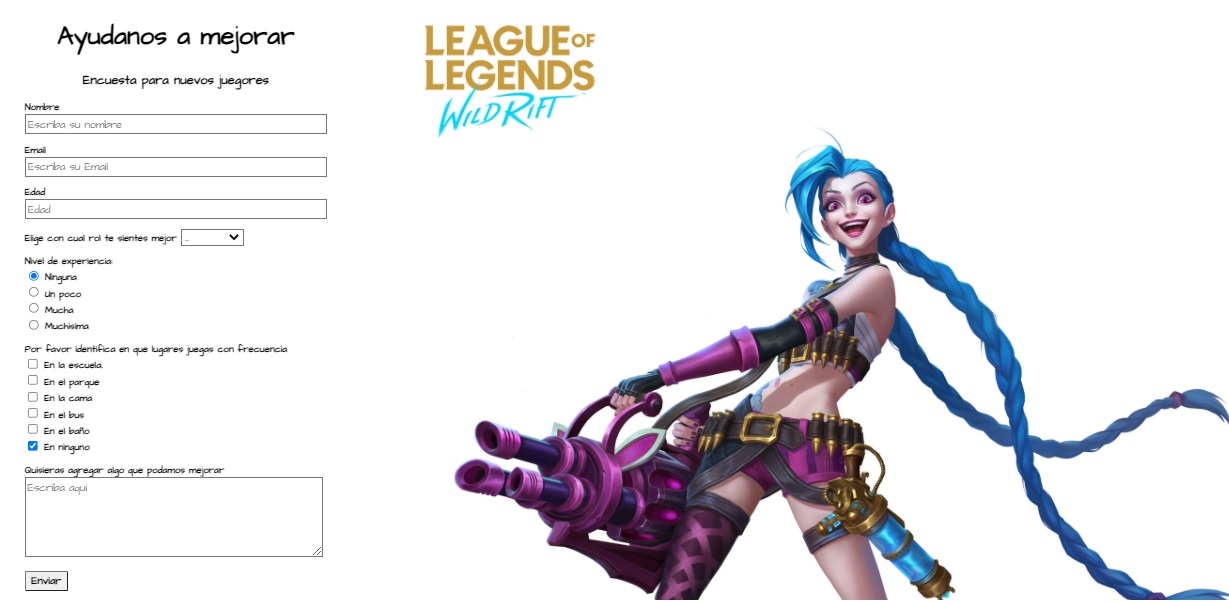 Ayudanos a mejorar
Encuesta para nuevos juegores
Nombre
Escriba su nombre
Email
Escriba su Email
Edad
Edad
Elige con cual rol te sientes mejor ..
Nivel de experiencia:
Ninguna
Un poco
Mucha
Muchisima
Por favor identifica en que lugares juegas con frecuencia
En la escuela
En el parque
En la cama
En el bus
En el baño
En ninguno
Quisieras agregar algo que podamos mejorar
Escriba aqui
Enviar
LEAGUE OF
LEGENDS
WILD RIFT